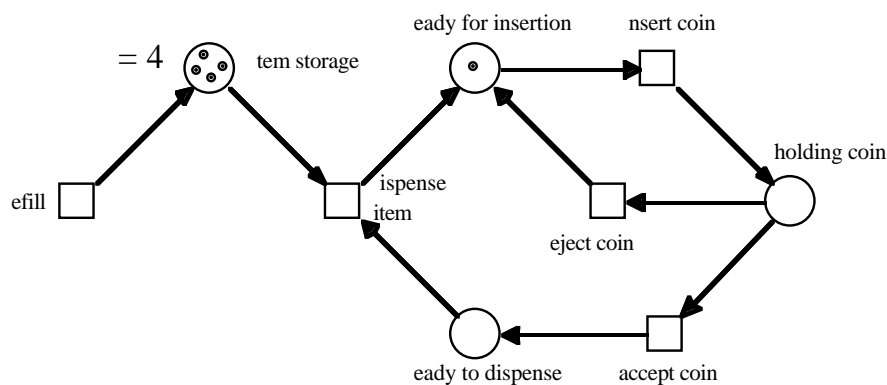 eady for insertion
nsert coin
= 4
tem storage
holding coin
ispense
item
efill
eject coin
eady to dispense
accept coin